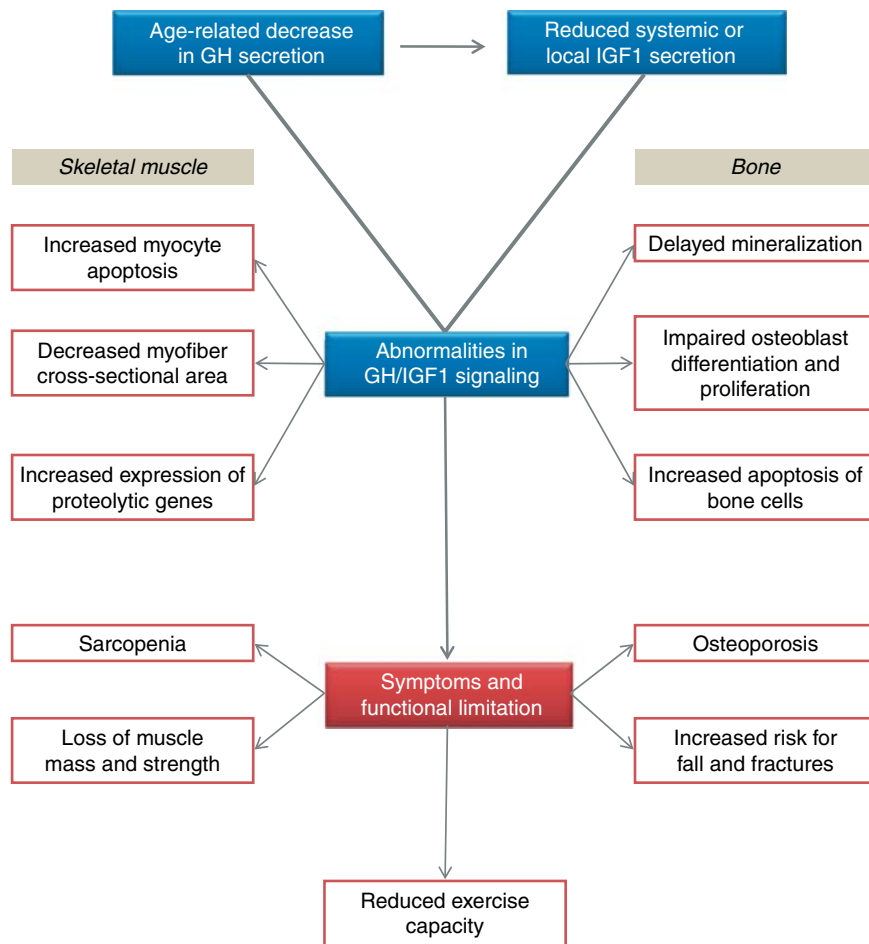 Age-related decrease
in GH secretion
Reduced systemic or
local IGF1 secretion
Skeletal muscle
Bone
Increased myocyte
apoptosis
Delayed mineralization
Decreased myofiber
cross-sectional area
Abnormalities in
GH/IGF1 signaling
Impaired osteoblast
differentiation and
proliferation
Increased expression of
proteolytic genes
Increased apoptosis of
bone cells
Sarcopenia
Osteoporosis
Symptoms and
functional limitation
Loss of muscle
mass and strength
Increased risk for
fall and fractures
Reduced exercise
capacity